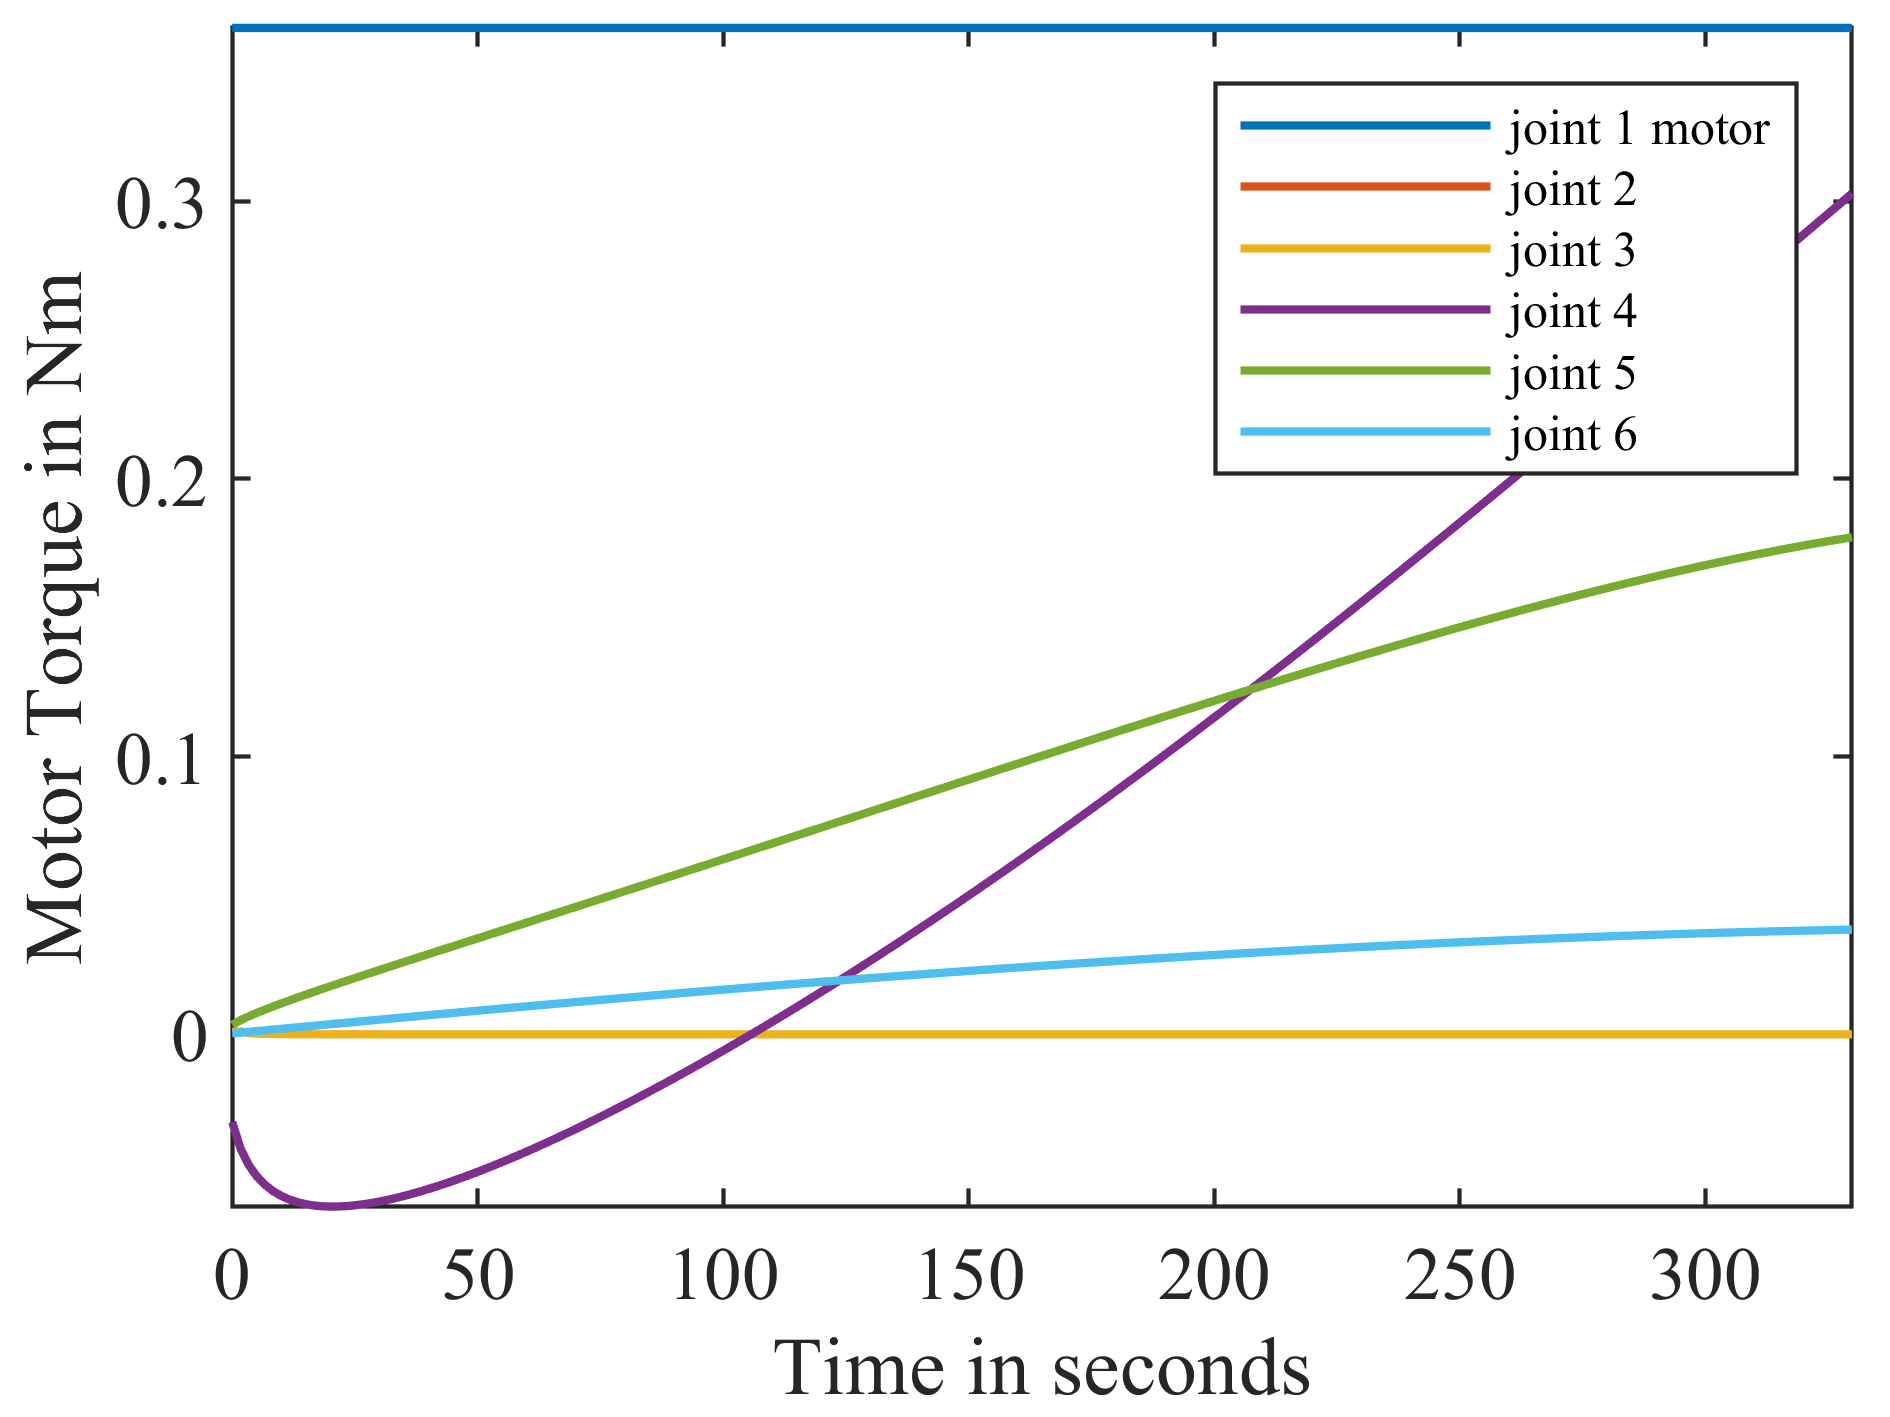 joint 1 motor
joint 2
joint 3
joint 4
joint 5
joint 6
0.3
0.2
0.1
0
Motor Torque in Nm
0 50 100 150 200 250 300
Time in seconds